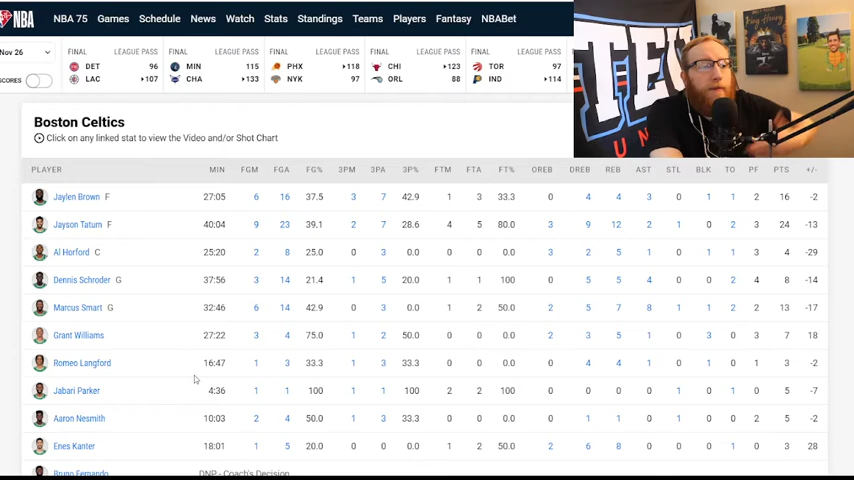 NBA
NBA 75 Games Schedule News Watch Stats Standings Teams Players Fantasy NBABet
Nov 26
SCORES
FINAL LEAGUE PASS
DET 96
LAC 107
FINAL LEAGUE PASS
MIN 115
CHA 133
FINAL LEAGUE PASS
PHX 118
NYK 97
FINAL LEAGUE PASS
CHI 123
ORL 88
FINAL LEAGUE PASS
TOR 97
IND 114
Boston Celtics
Click on any linked stat to view the Video and/or Shot Chart
PLAYER MIN FGM FGA FG% 3PM 3PA 3P% FTM FTA FT% OREB DREB REB AST STL BLK TO PF PTS +/-
Jaylen Brown F 27:05 6 16 37.5 3 7 42.9 1 3 33.3 0 4 4 3 0 1 1 2 16 -2
Jayson Tatum F 40:04 9 23 39.1 2 7 28.6 4 5 80.0 3 9 12 2 1 0 2 3 24 -13
Al Horford C 25:20 2 8 25.0 0 3 0.0 0 0 0.0 3 2 5 1 0 1 1 3 4 -29
Dennis Schroder G 37:56 3 14 21.4 1 5 20.0 1 1 100 0 5 5 4 0 0 2 4 8 -14
Marcus Smart G 32:46 6 14 42.9 0 3 0.0 1 2 50.0 2 5 7 8 1 1 2 2 13 -17
Grant Williams 27:22 3 4 75.0 1 2 50.0 0 0 0.0 2 3 5 1 0 3 0 3 7 18
Romeo Langford 16:47 1 3 33.3 1 3 33.3 0 0 0.0 0 4 4 1 0 1 0 1 3 -2
Jabari Parker 4:36 1 1 100 1 1 100 2 2 100 0 0 0 0 1 0 1 0 5 -7
Aaron Nesmith 10:03 2 4 50.0 1 3 33.3 0 0 0.0 0 1 1 0 1 0 0 2 5 -2
Enes Kanter 18:01 1 5 20.0 0 0 0.0 1 2 50.0 2 6 8 0 0 0 1 0 3 28
Bruno Fernando DNP - Coach's Decision